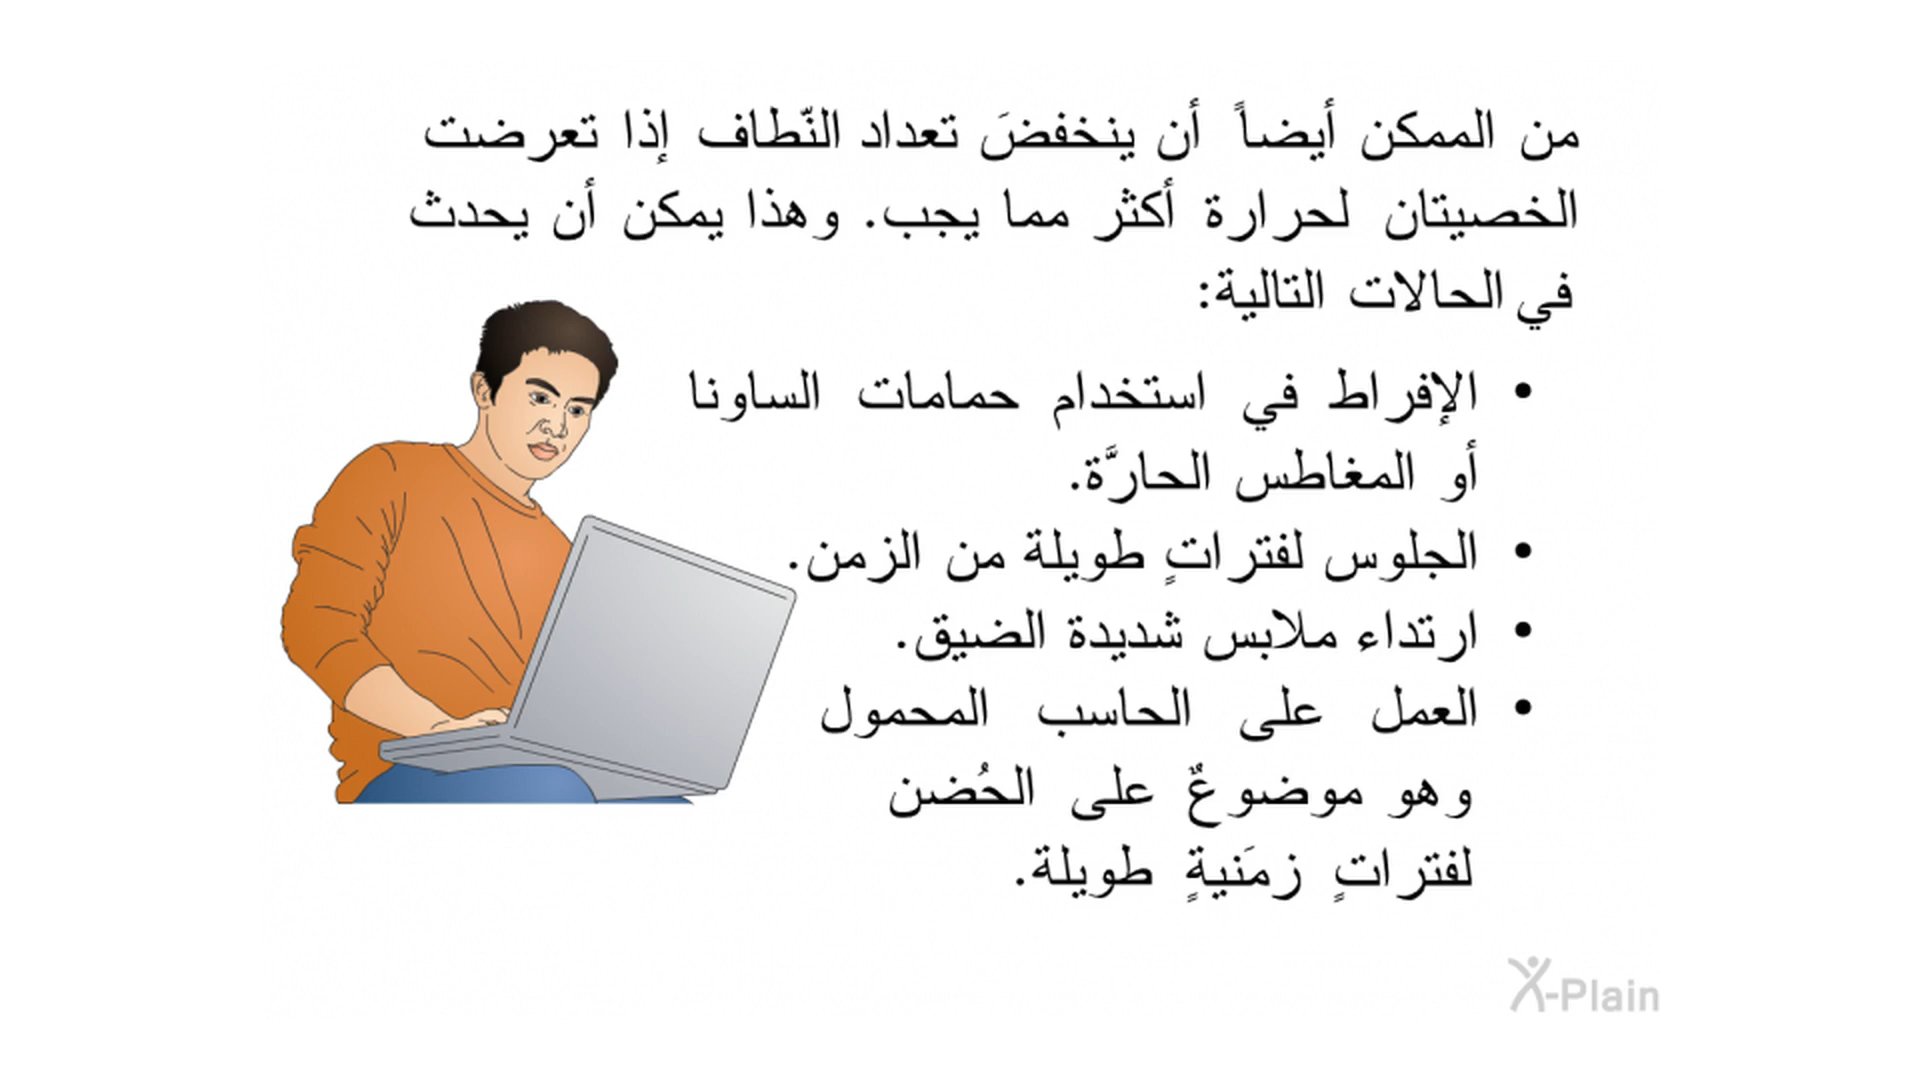 من الممكن أيضاً أن ينخفضَ تعداد النّطاف إذا تعرضت
الخصيتان لحرارة أكثر مما يجب. وهذا يمكن أن يحدث
في الحالات التالية:
• الإفراط في استخدام حمامات الساونا
أو المغاطس الحارَّة.
• الجلوس لفتراتٍ طويلة من الزمن.
• ارتداء ملابس شديدة الضيق.
• العمل على الحاسب المحمول
وهو موضوعٌ على الحُضن
لفتراتٍ زمَنيةٍ طويلة.
X-Plain